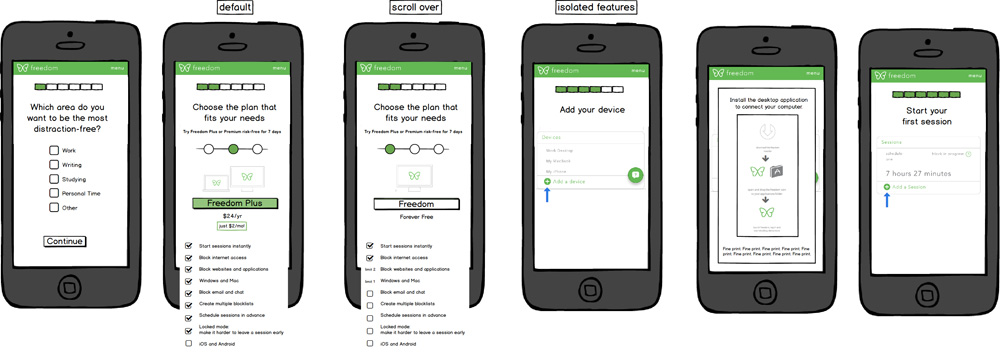 default
scroll over
isolated features
freedom
menu
Which area do you
want to be the most
distraction-free?
Work
Writing
Studying
Personal Time
Other
Continue
freedom
menu
Choose the plan that
fits your needs
Try Freedom Plus or Premium risk-free for 7 days
Freedom Plus
$24/yr
just $2/mo!
Start sessions instantly
Block internet access
Block websites and applications
Windows and Mac
Block email and chat
Create multiple blocklists
Schedule sessions in advance
Locked mode:
make it harder to leave a session early
iOS and Android
freedom
menu
Choose the plan that
fits your needs
Try Freedom Plus or Premium risk-free for 7 days
Freedom
Forever Free
Start sessions instantly
Block internet access
limit 2 Block websites and applications
limit 1 Windows and Mac
Block email and chat
Create multiple blocklists
Schedule sessions in advance
Locked mode:
make it harder to leave a session early
iOS and Android
freedom
menu
Add your device
Devices
Work Desktop
My MacBook
My iPhone
Add a device
freedom
menu
Install the desktop application
to connect your computer.
Fine print. Fine print. Fine print. Fine
print. Fine print. Fine print. Fine print.
freedom
menu
Start your
first session
Sessions
schedule
7 hours 27 minutes
Add a Session